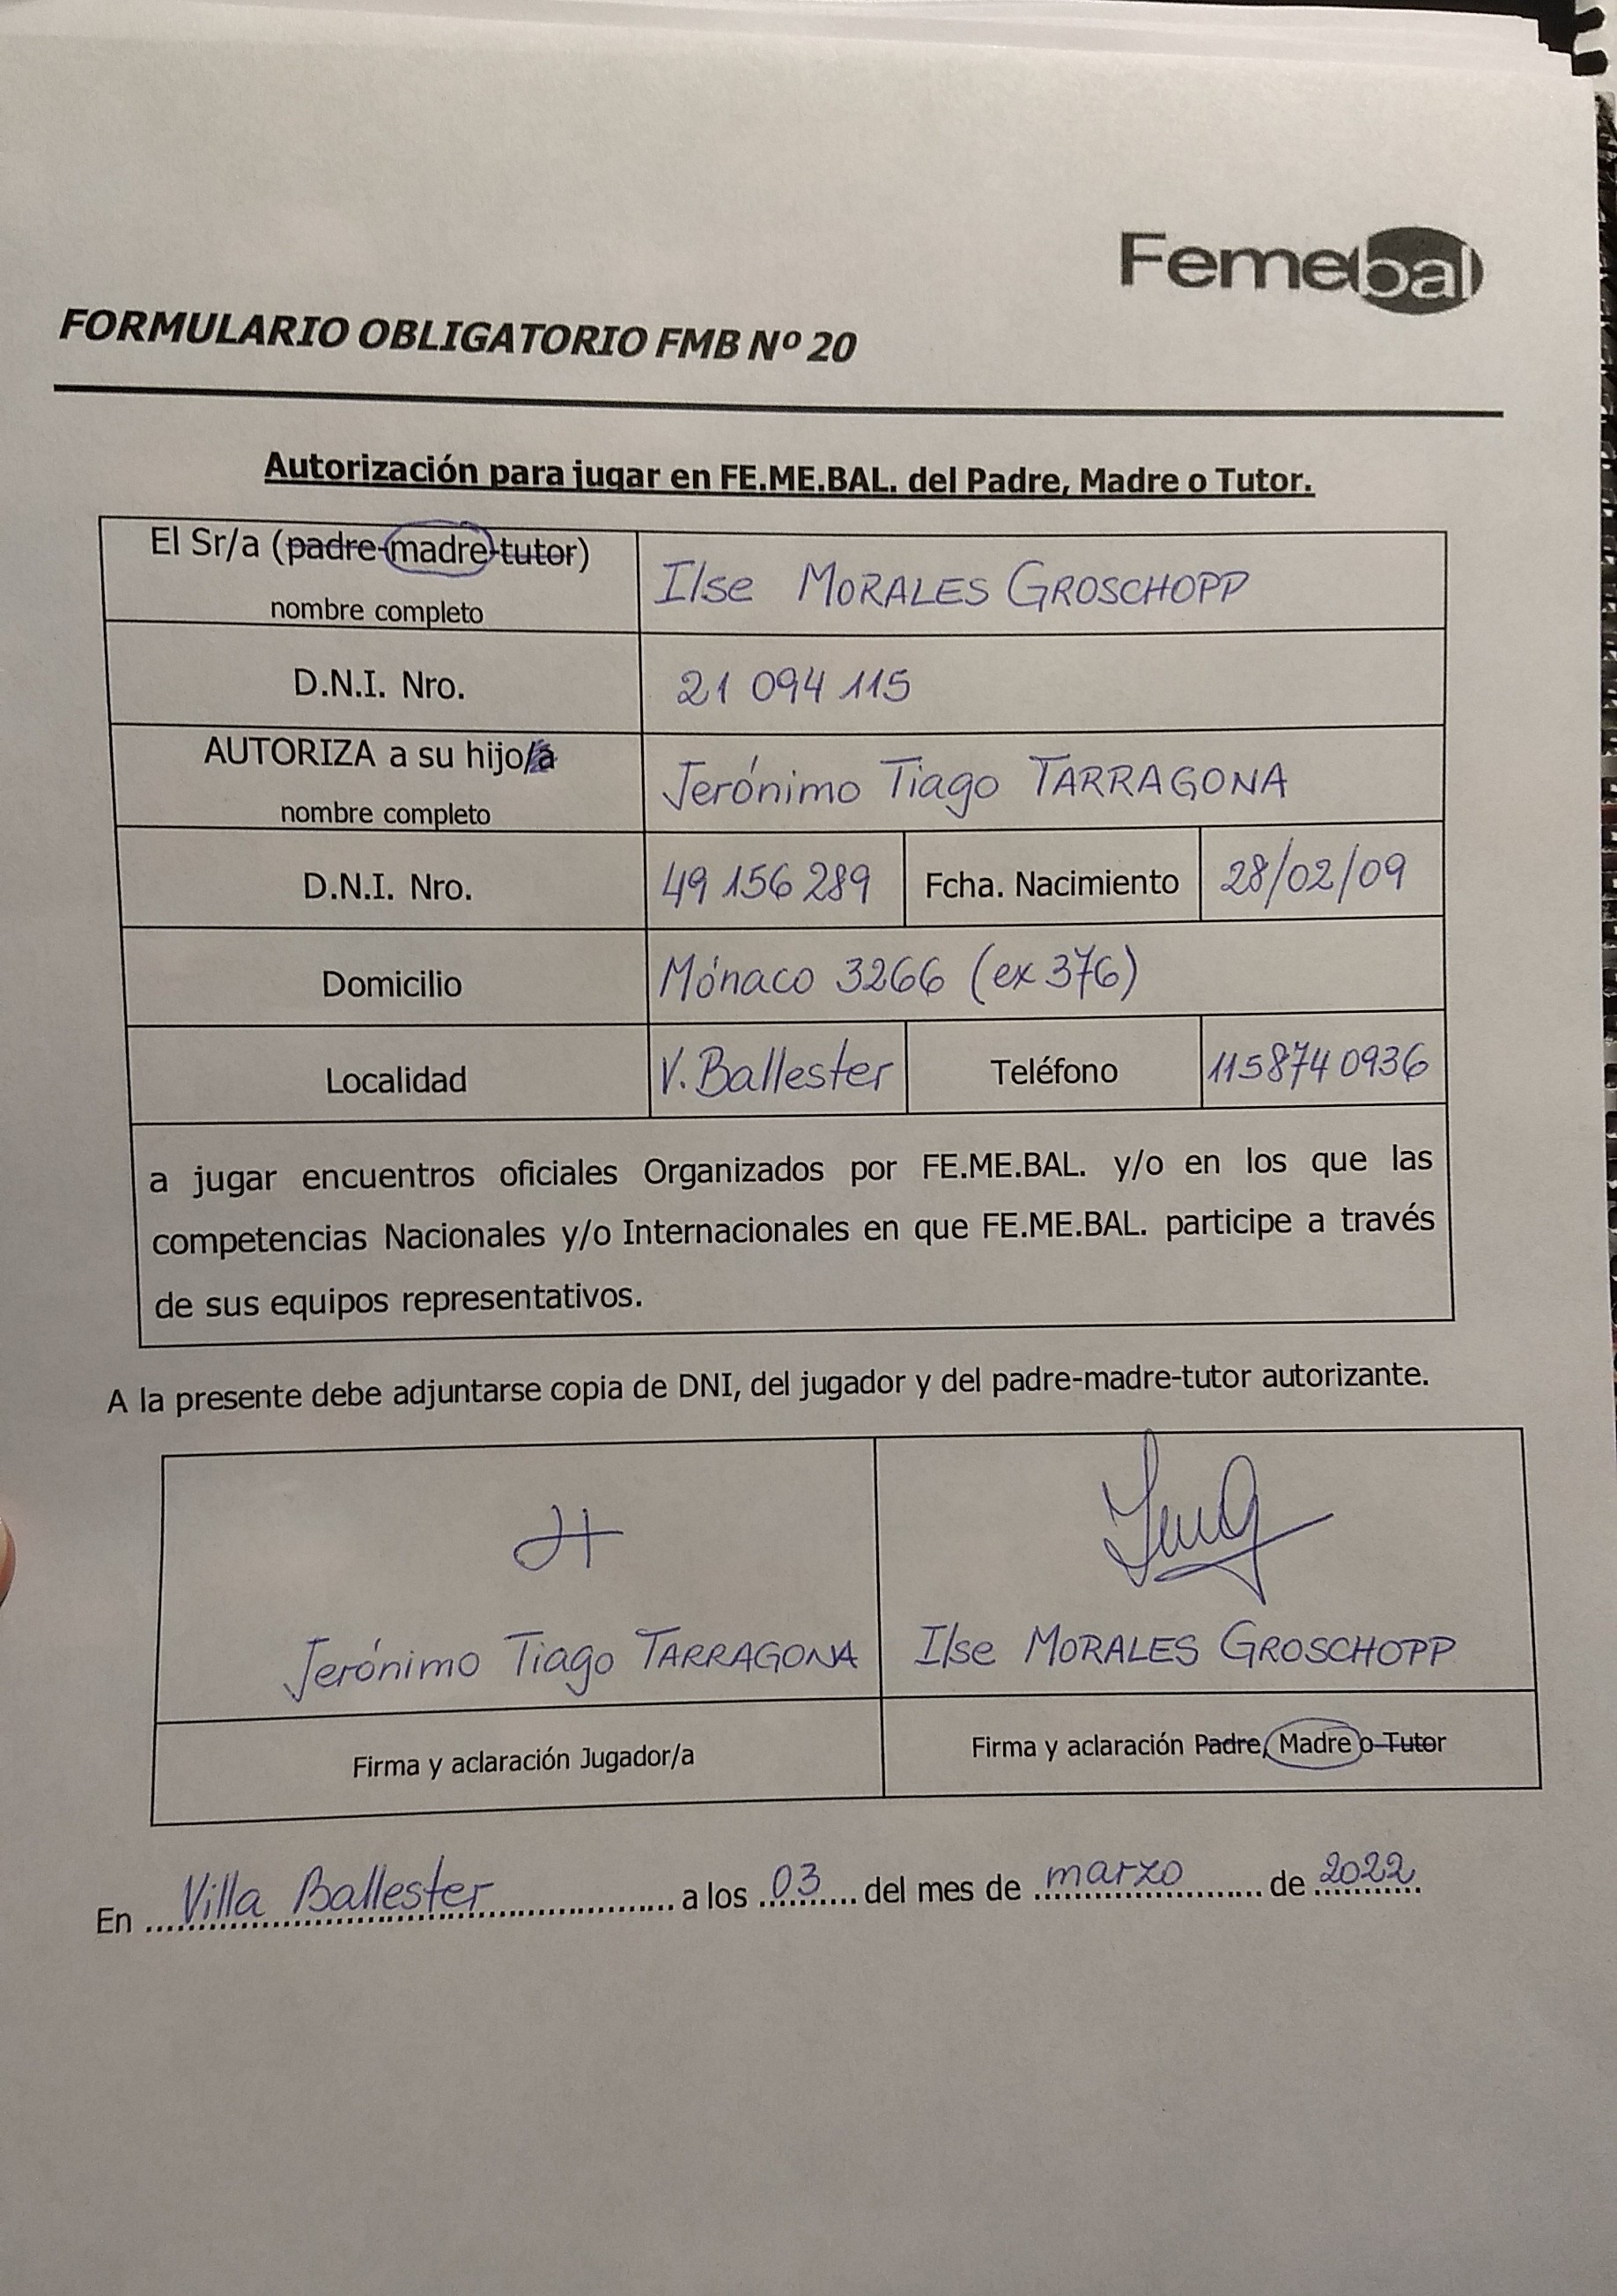 Femebal
FORMULARIO OBLIGATORIO FMB Nº 20
Autorización para jugar en FE.ME.BAL. del Padre, Madre o Tutor.
El Sr/a (padre-madre-tutor)
nombre completo
Ilse MORALES GROSCHOPP
D.N.I. Nro.
21 094 115
AUTORIZA a su hijo/a
nombre completo
Jerónimo Tiago TARRAGONA
D.N.I. Nro.
49 156 289
Fcha. Nacimiento
28/02/09
Domicilio
Mónaco 3266 (ex 376)
Localidad
V. Ballester
Teléfono
115874 0936
a jugar encuentros oficiales Organizados por FE.ME.BAL. y/o en los que las
competencias Nacionales y/o Internacionales en que FE.ME.BAL. participe a través
de sus equipos representativos.
A la presente debe adjuntarse copia de DNI, del jugador y del padre-madre-tutor autorizante.
Jerónimo Tiago TARRAGONA
Ilse MORALES GROSCHOPP
Firma y aclaración Jugador/a
Firma y aclaración Padre, Madre o Tutor
En Villa Ballester a los 03 del mes de marzo de 2022